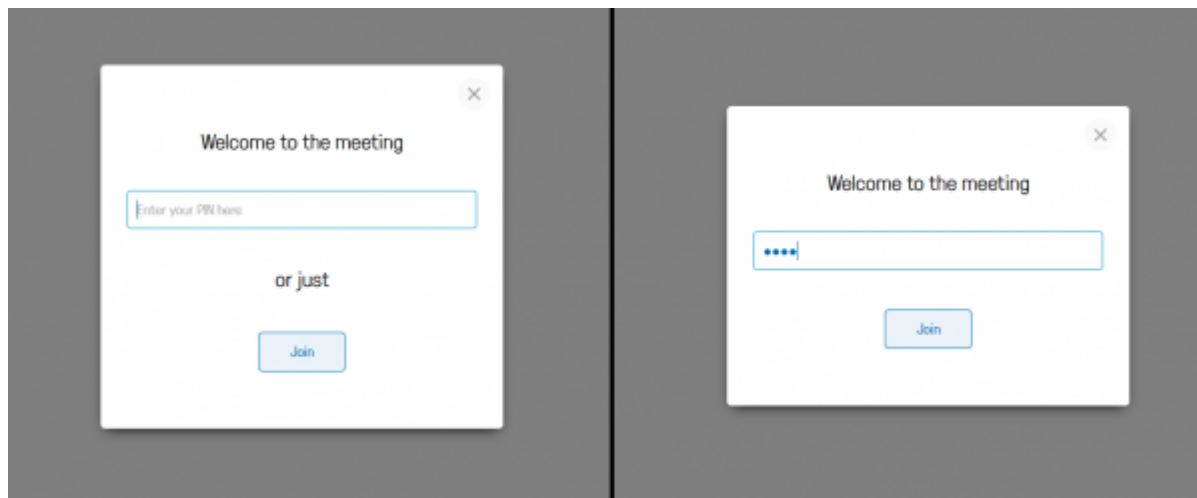 Welcome to the meeting
Enter your PIN here
or just
Join
Welcome to the meeting
••••
Join